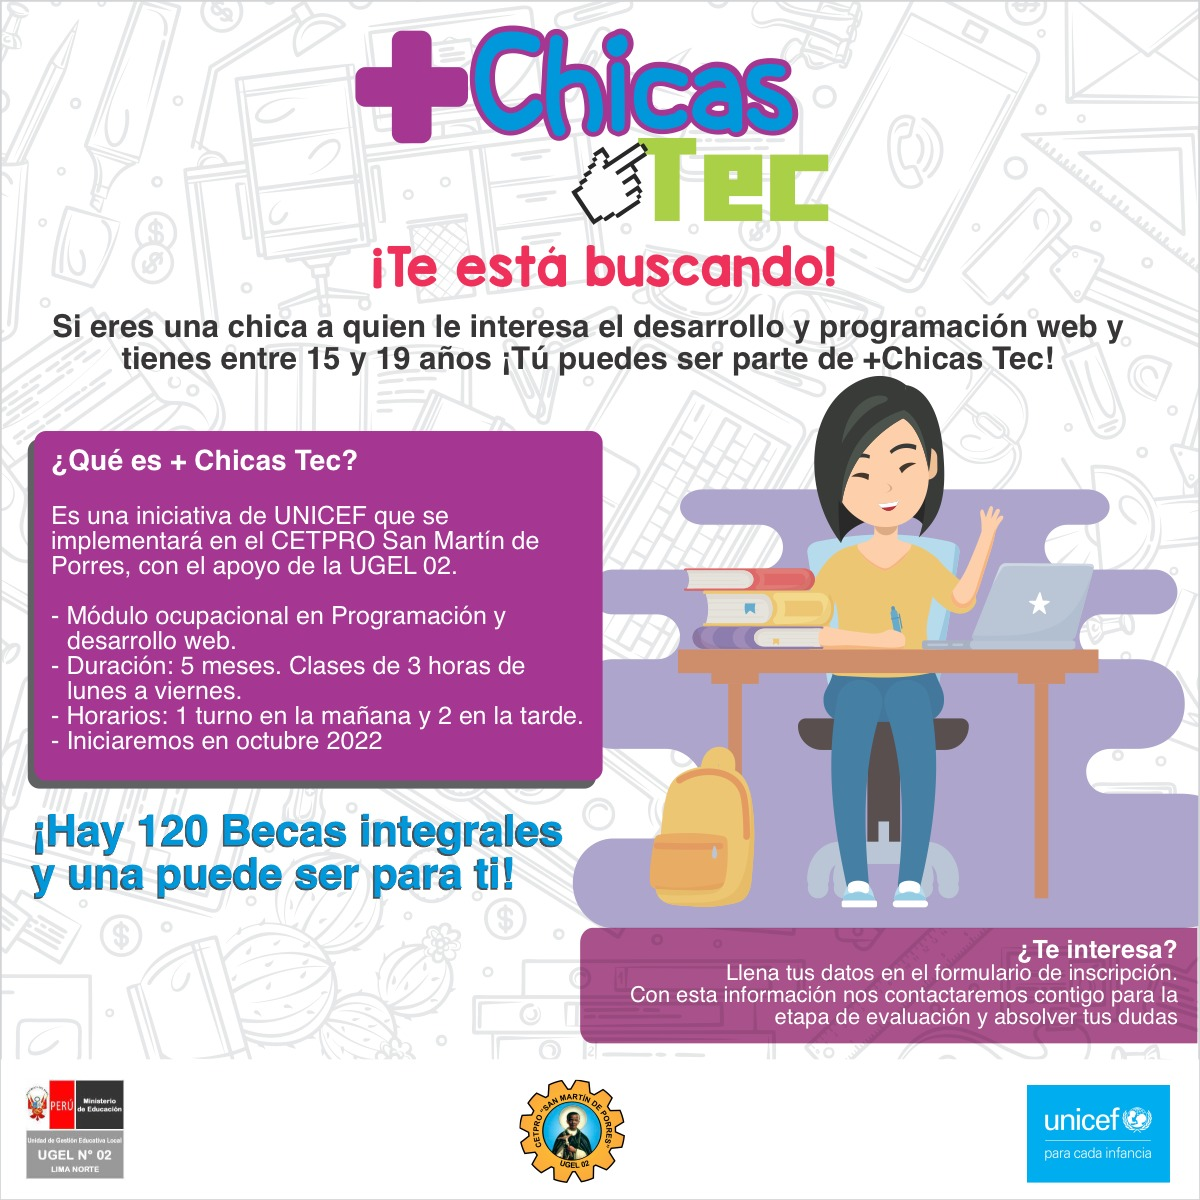 +Chicas
Tec
¡Te está buscando!
Si eres una chica a quien le interesa el desarrollo y programación web y
tienes entre 15 y 19 años ¡Tú puedes ser parte de +Chicas Tec!
¿Qué es + Chicas Tec?
Es una iniciativa de UNICEF que se
implementará en el CETPRO San Martín de
Porres, con el apoyo de la UGEL 02.
- Módulo ocupacional en Programación y
desarrollo web.
- Duración: 5 meses. Clases de 3 horas de
lunes a viernes.
- Horarios: 1 turno en la mañana y 2 en la tarde.
- Iniciaremos en octubre 2022
¡Hay 120 Becas integrales
y una puede ser para ti!
¿Te interesa?
Llena tus datos en el formulario de inscripción.
Con esta información nos contactaremos contigo para la
etapa de evaluación y absolver tus dudas
PERÚ
Ministerio
de Educación
Unidad de Gestión Educativa Local
UGEL N° 02
LIMA NORTE
CETPRO "SAN MARTÍN DE PORRES"
UGEL 02
unicef
para cada infancia